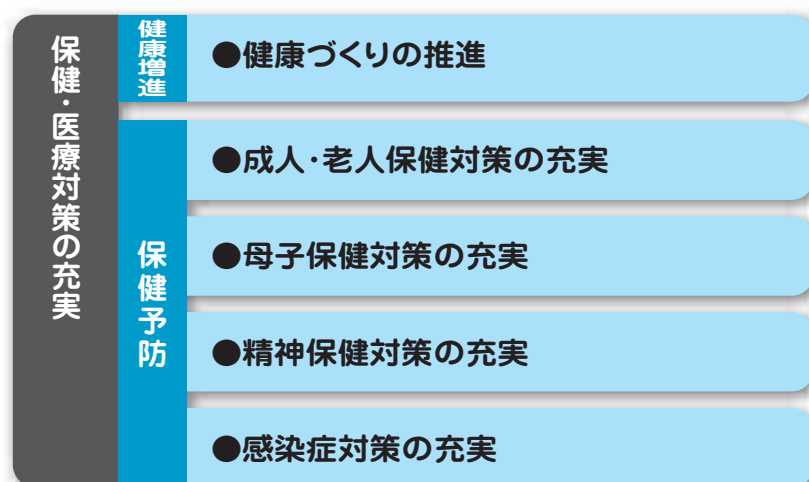 保健・医療対策の充実
健康増進
●健康づくりの推進
保健予防
●成人・老人保健対策の充実
●母子保健対策の充実
●精神保健対策の充実
●感染症対策の充実